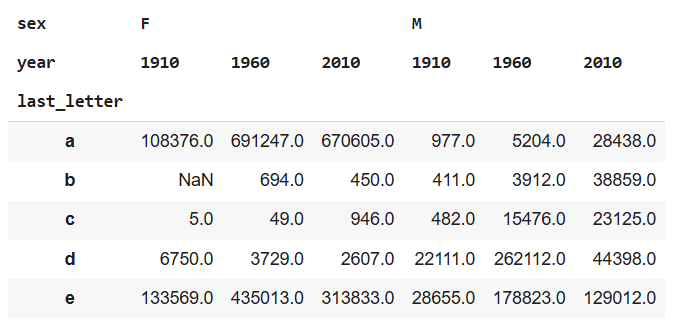 sex F M
year 1910 1960 2010 1910 1960 2010
last_letter
a 108376.0 691247.0 670605.0 977.0 5204.0 28438.0
b NaN 694.0 450.0 411.0 3912.0 38859.0
c 5.0 49.0 946.0 482.0 15476.0 23125.0
d 6750.0 3729.0 2607.0 22111.0 262112.0 44398.0
e 133569.0 435013.0 313833.0 28655.0 178823.0 129012.0